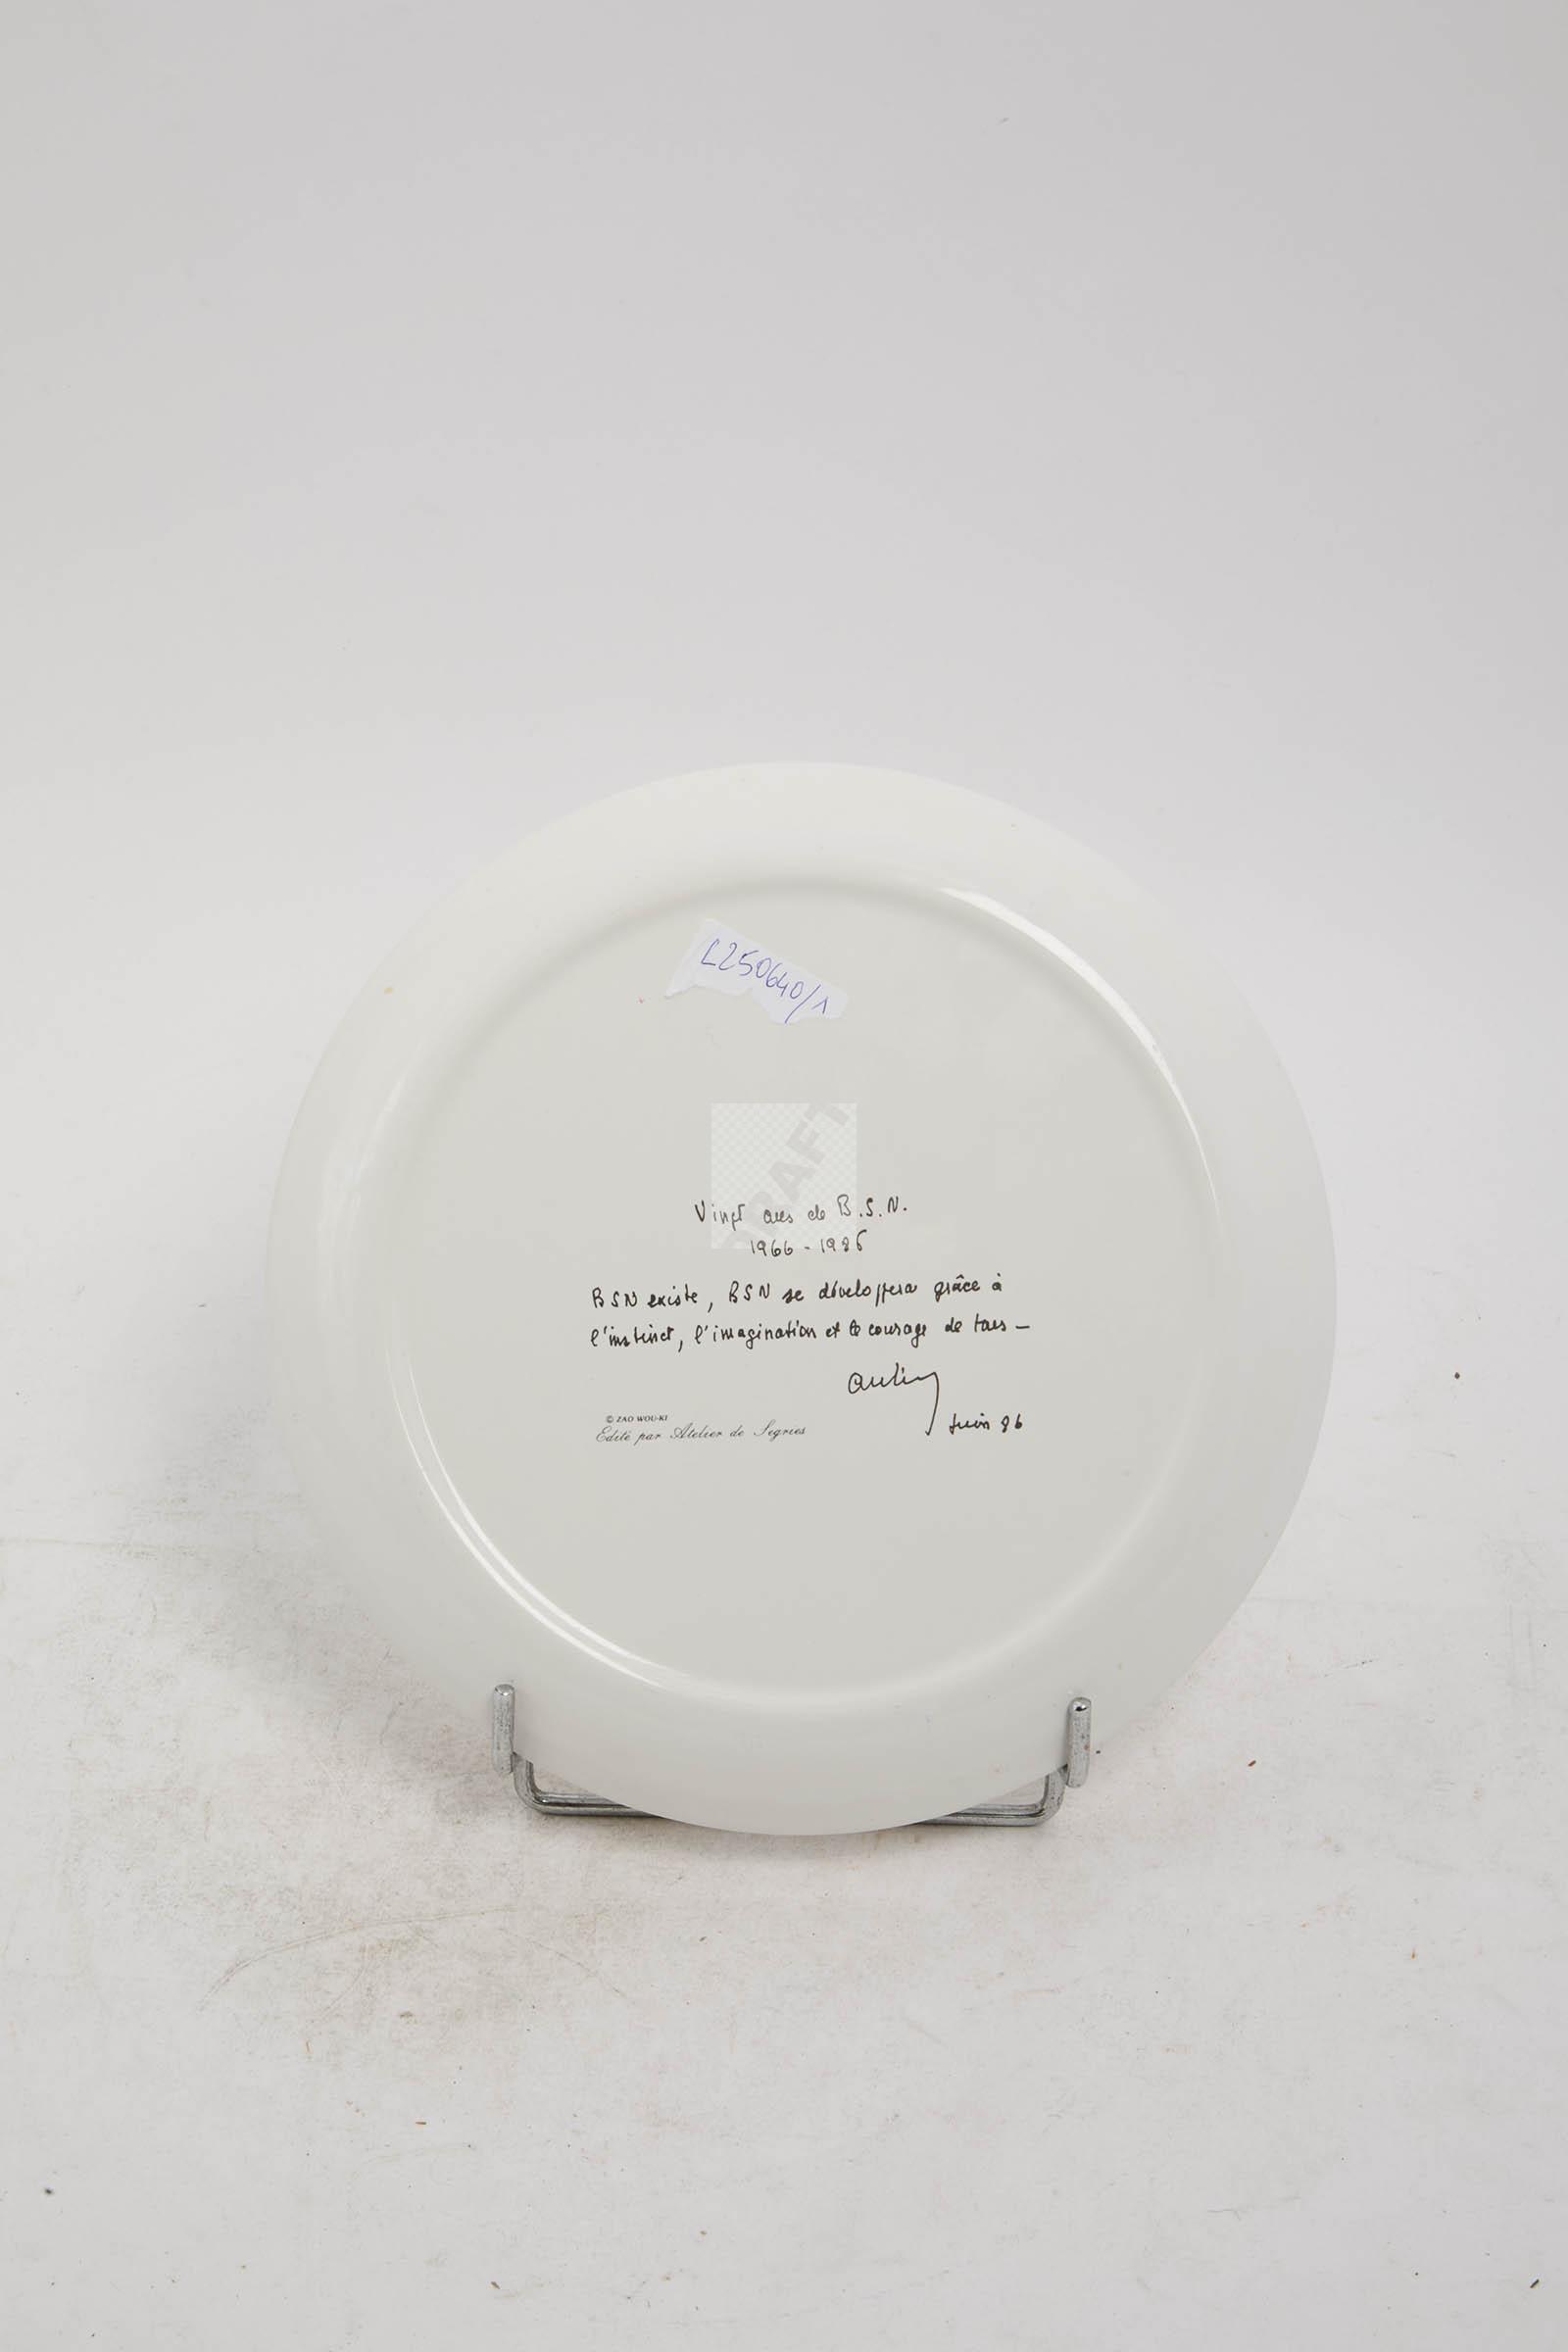 L250640/1
RAFT
Vingt ans de B.S.N.
1966 - 1986
BSN existe, BSN se développera grâce à
l'instinct, l'imagination et le courage de tous –
© ZAO WOU-KI
Edité par Atelier de Segries
Juin 86